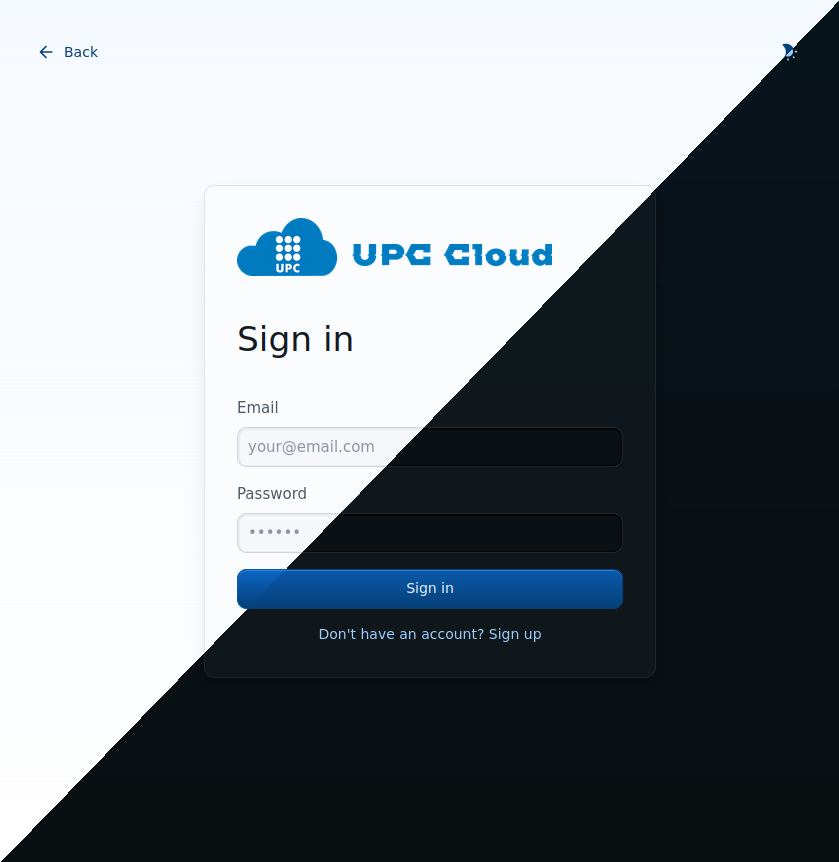 Back
UPC
UPC Cloud
Sign in
Email
your@email.com
Password
••••••
Sign in
Don't have an account? Sign up